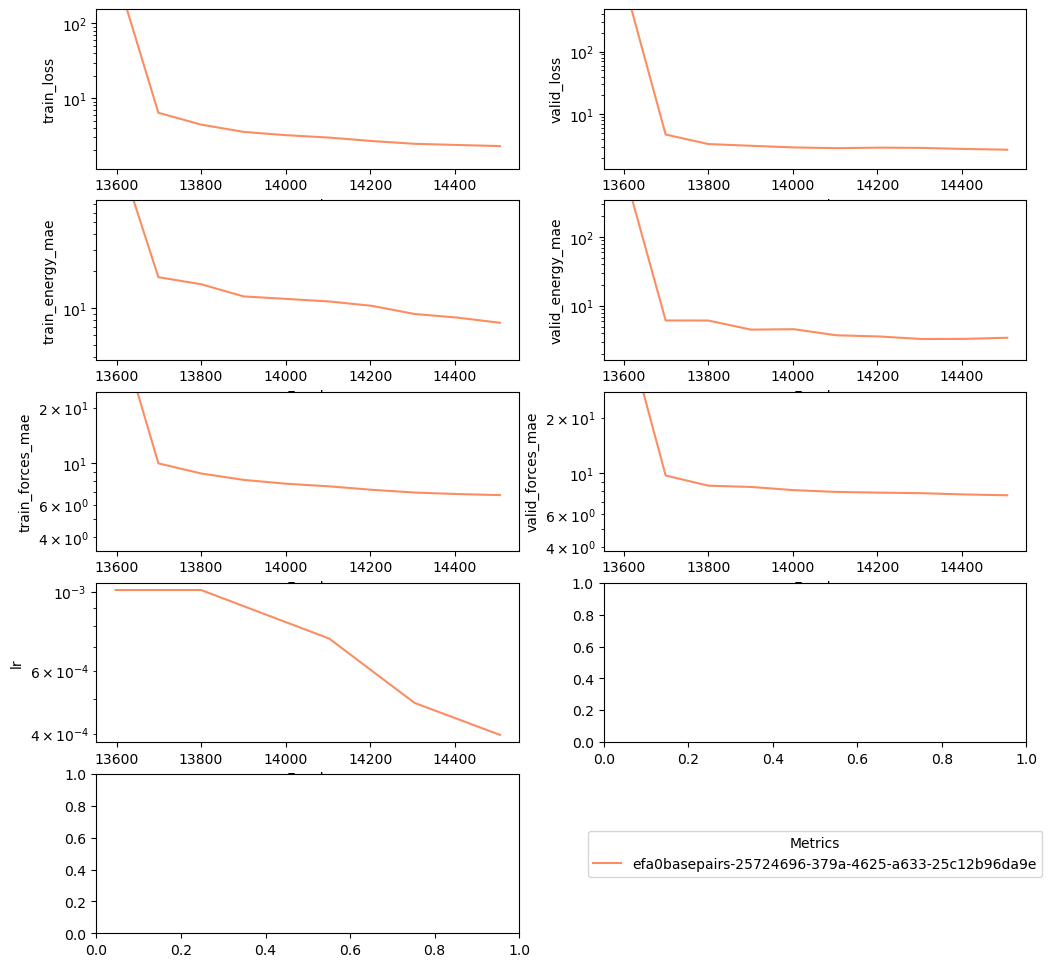 train_loss
10²
10¹
13600 13800 14000 14200 14400
valid_loss
10²
10¹
13600 13800 14000 14200 14400
train_energy_mae
10¹
13600 13800 14000 14200 14400
valid_energy_mae
10²
10¹
13600 13800 14000 14200 14400
train_forces_mae
2 × 10¹
10¹
6 × 10⁰
4 × 10⁰
13600 13800 14000 14200 14400
valid_forces_mae
2 × 10¹
10¹
6 × 10⁰
4 × 10⁰
13600 13800 14000 14200 14400
lr
10⁻³
6 × 10⁻⁴
4 × 10⁻⁴
13600 13800 14000 14200 14400
1.0
0.8
0.6
0.4
0.2
0.0
0.0 0.2 0.4 0.6 0.8 1.0
1.0
0.8
0.6
0.4
0.2
0.0
0.0 0.2 0.4 0.6 0.8 1.0
Metrics
efa0basepairs-25724696-379a-4625-a633-25c12b96da9e